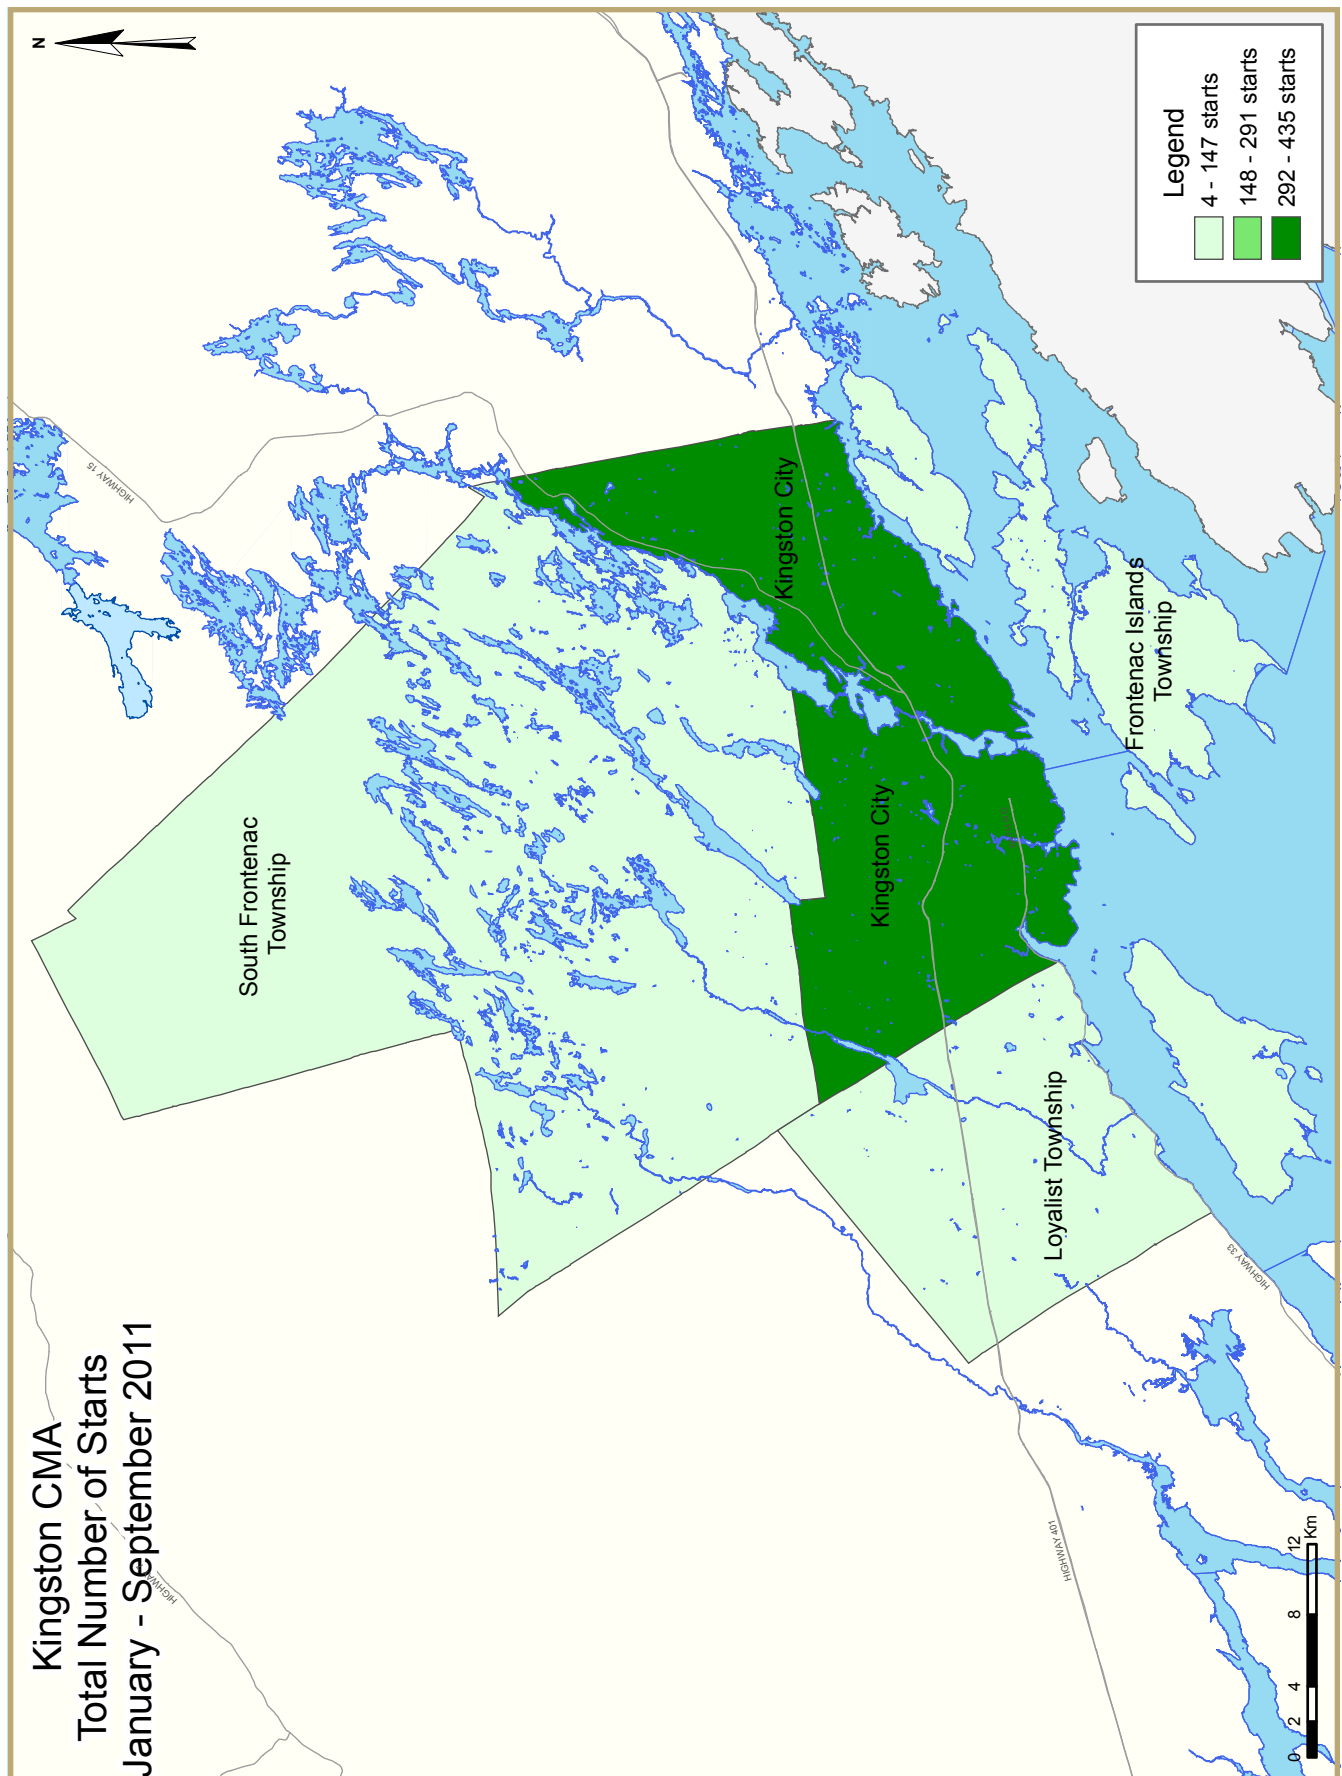 Kingston CMA
Total Number of Starts
January - September 2011
N
HIGHWAY 15
South Frontenac
Township
Kingston City
Kingston City
Frontenac Islands
Township
Loyalist Township
HIGHWAY 33
HIGHWAY 401
HIGHWAY
Legend
4 - 147 starts
148 - 291 starts
292 - 435 starts
0 2 4 8 12
Km